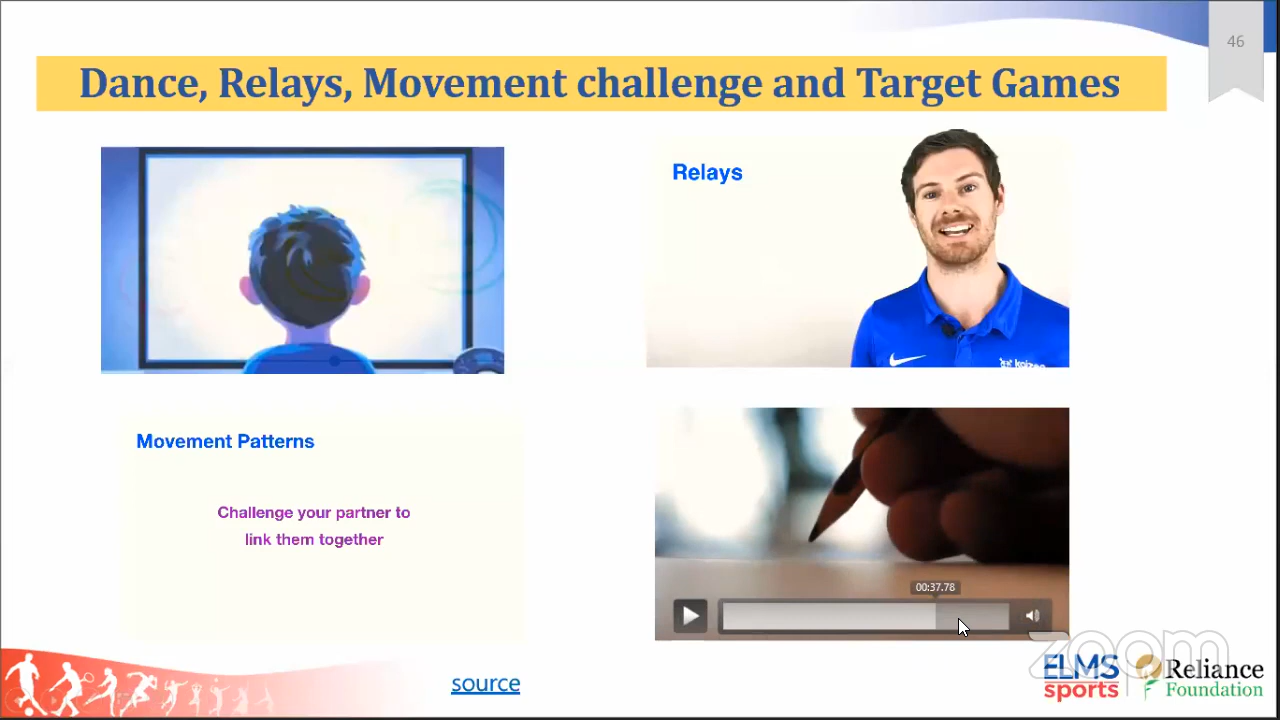 46
Dance, Relays, Movement challenge and Target Games
Relays
Movement Patterns
Challenge your partner to
link them together
00:37.78
source
zoom
ELMS
sports
Reliance
Foundation